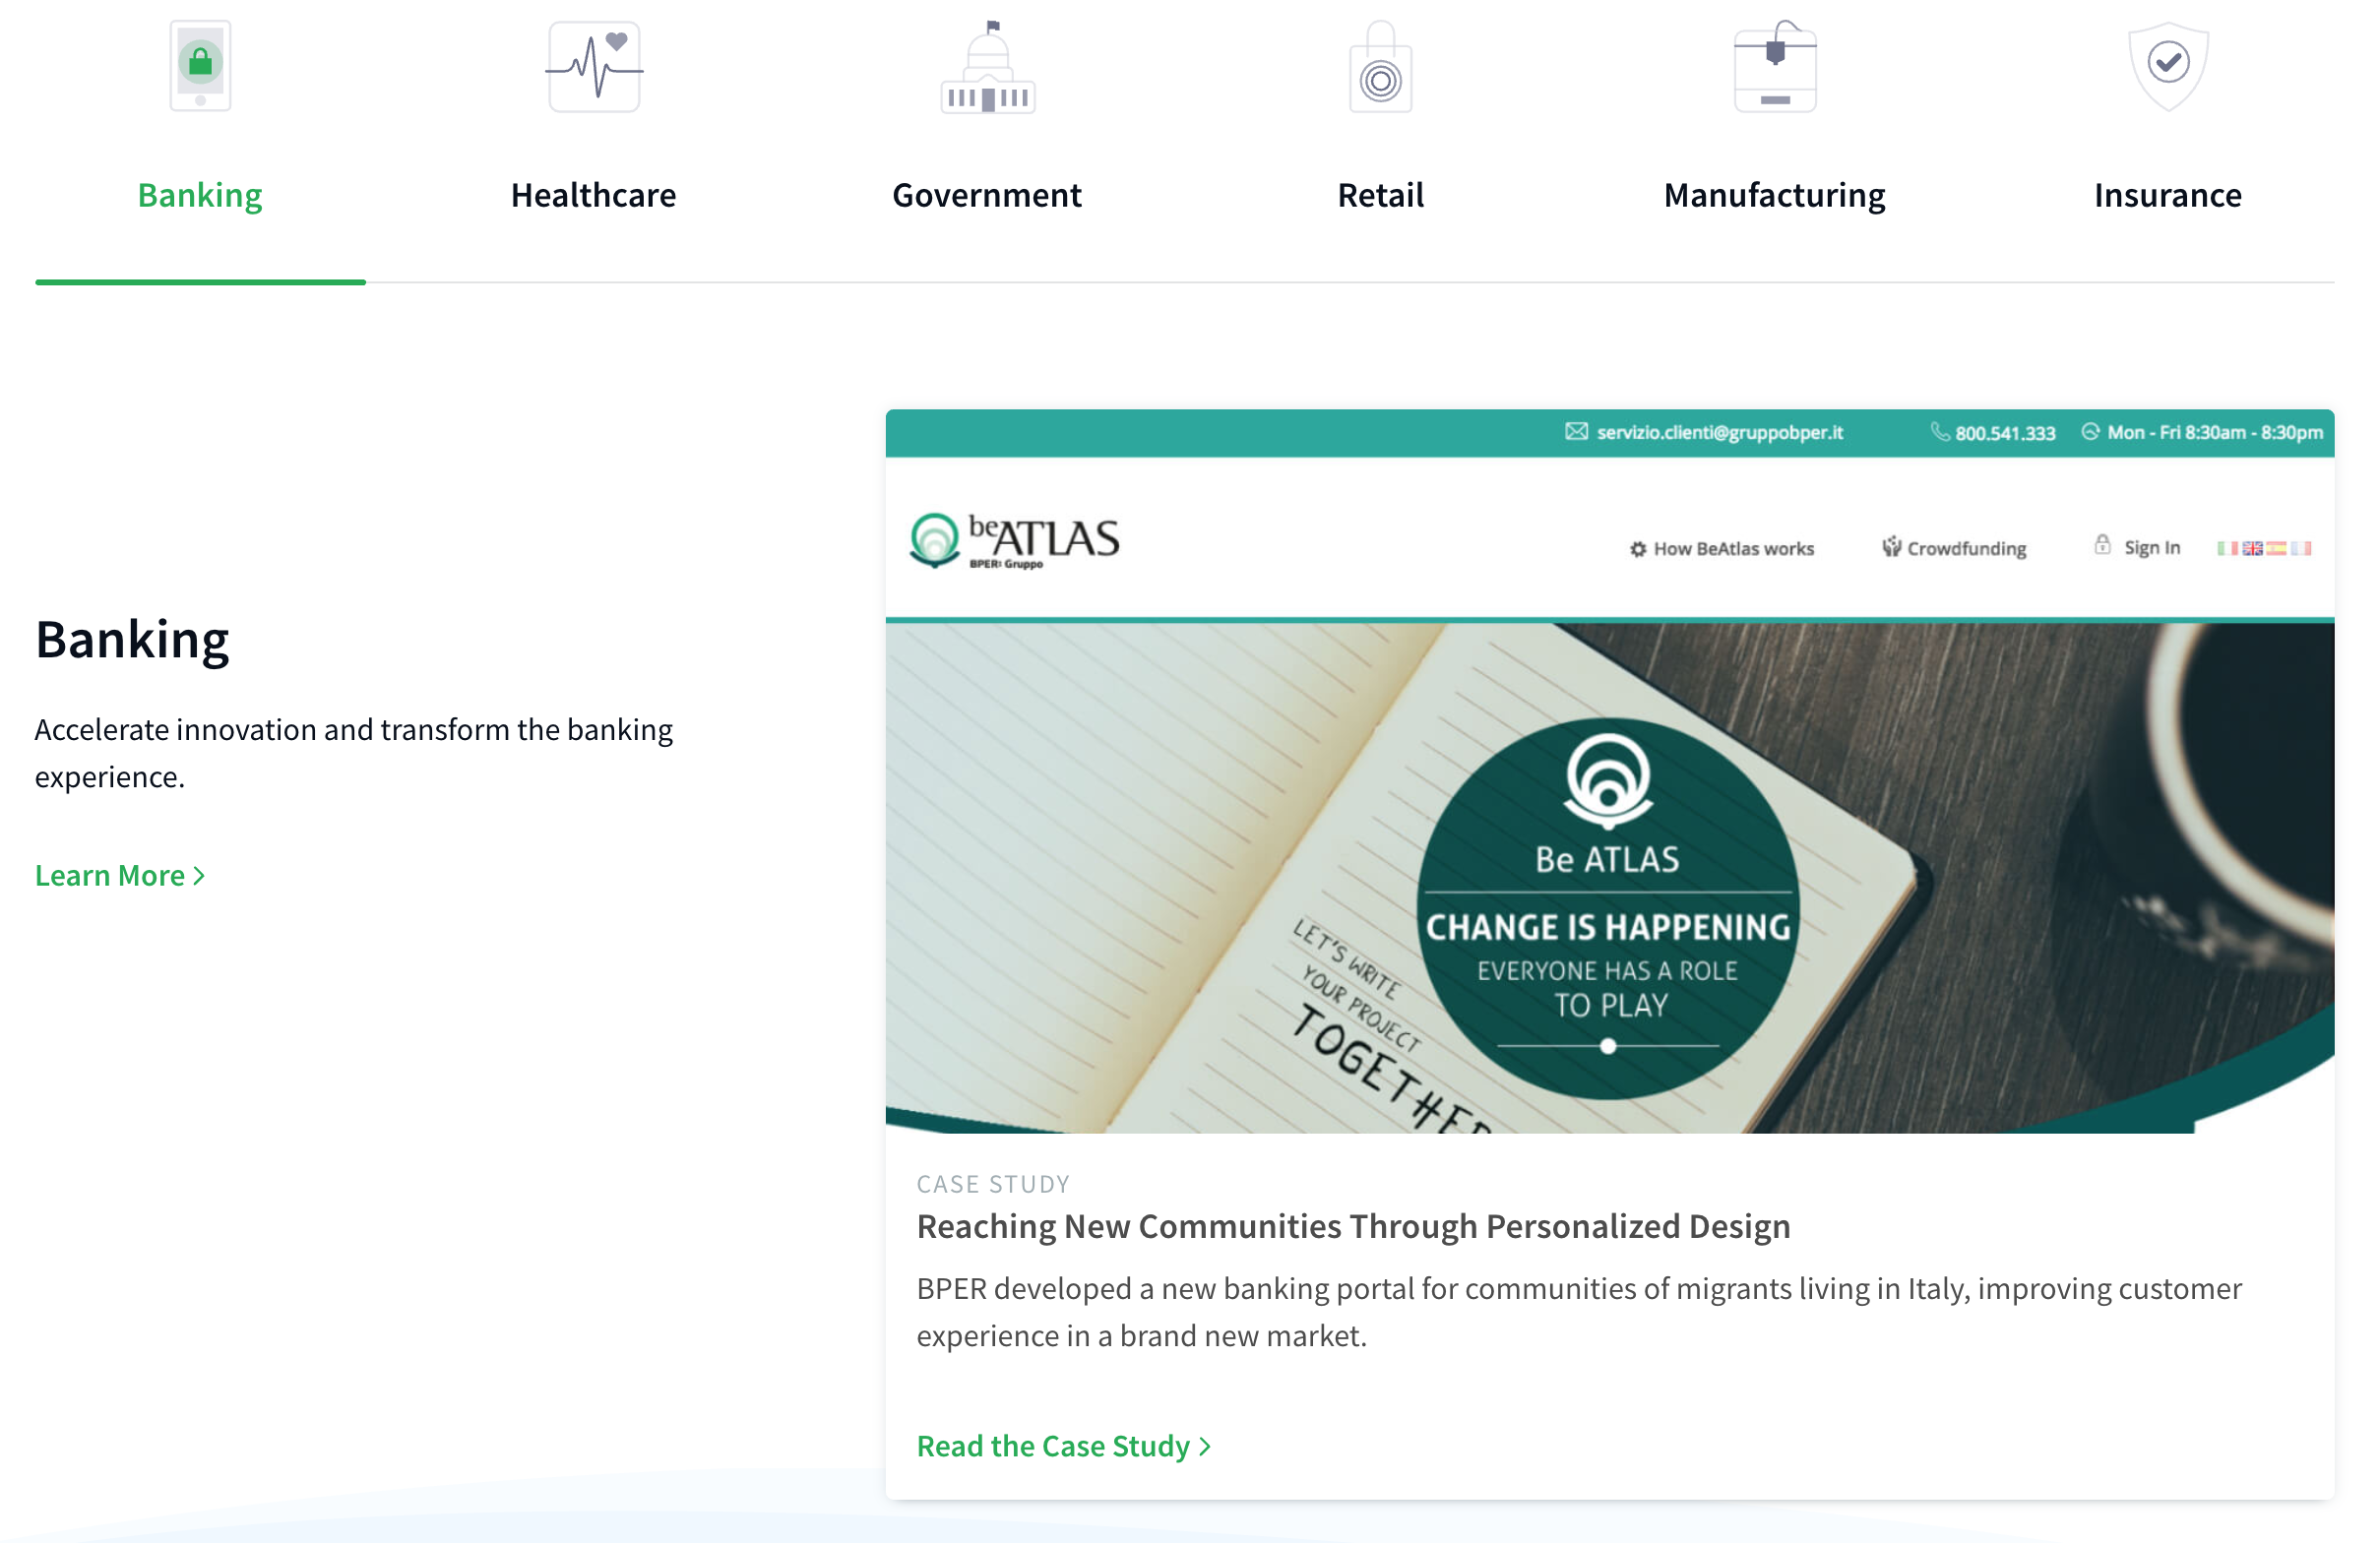 Banking
Healthcare
Government
Retail
Manufacturing
Insurance
Banking
Accelerate innovation and transform the banking
experience.
Learn More
servizio.clienti@gruppobper.it
800.541.333
Mon - Fri 8:30am - 8:30pm
beATLAS
BPER: Gruppo
How BeAtlas works
Crowdfunding
Sign In
Be ATLAS
CHANGE IS HAPPENING
EVERYONE HAS A ROLE
TO PLAY
LET'S WRITE
YOUR PROJECT
TOGETHER
CASE STUDY
Reaching New Communities Through Personalized Design
BPER developed a new banking portal for communities of migrants living in Italy, improving customer
experience in a brand new market.
Read the Case Study